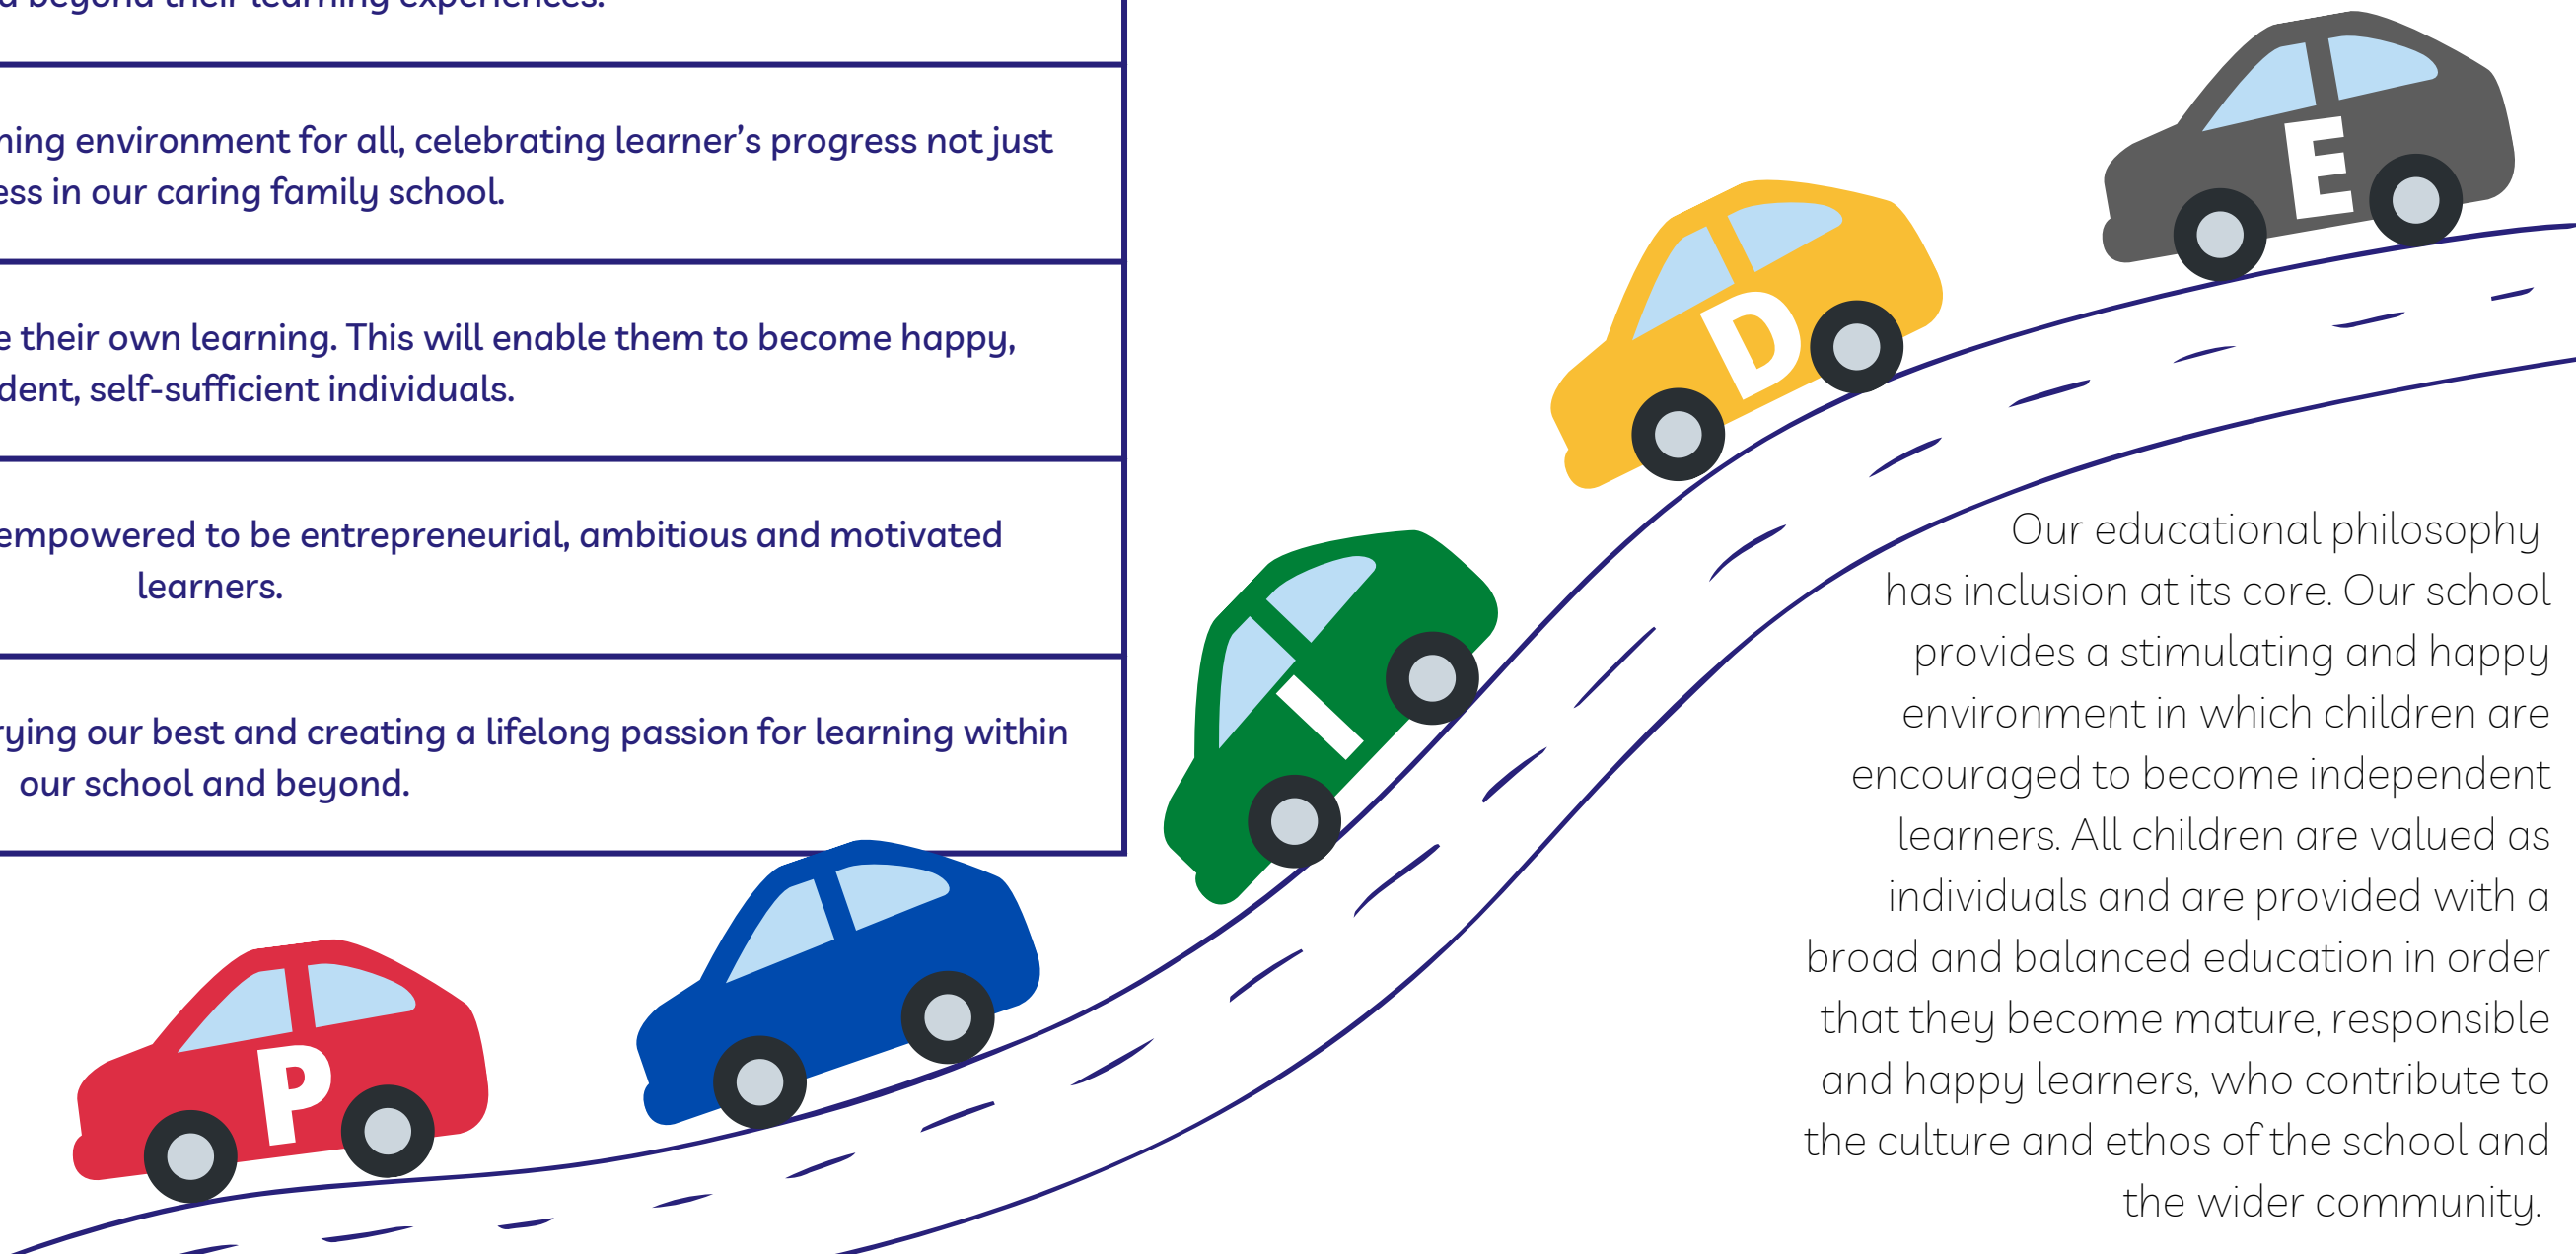 beyond their learning experiences.
environment for all, celebrating learner’s progress not just
in our caring family school.
their own learning. This will enable them to become happy,
self-sufficient individuals.
empowered to be entrepreneurial, ambitious and motivated
learners.
our best and creating a lifelong passion for learning within
our school and beyond.
P
I
D
E
Our educational philosophy
has inclusion at its core. Our school
provides a stimulating and happy
environment in which children are
encouraged to become independent
learners. All children are valued as
individuals and are provided with a
broad and balanced education in order
that they become mature, responsible
and happy learners, who contribute to
the culture and ethos of the school and
the wider community.